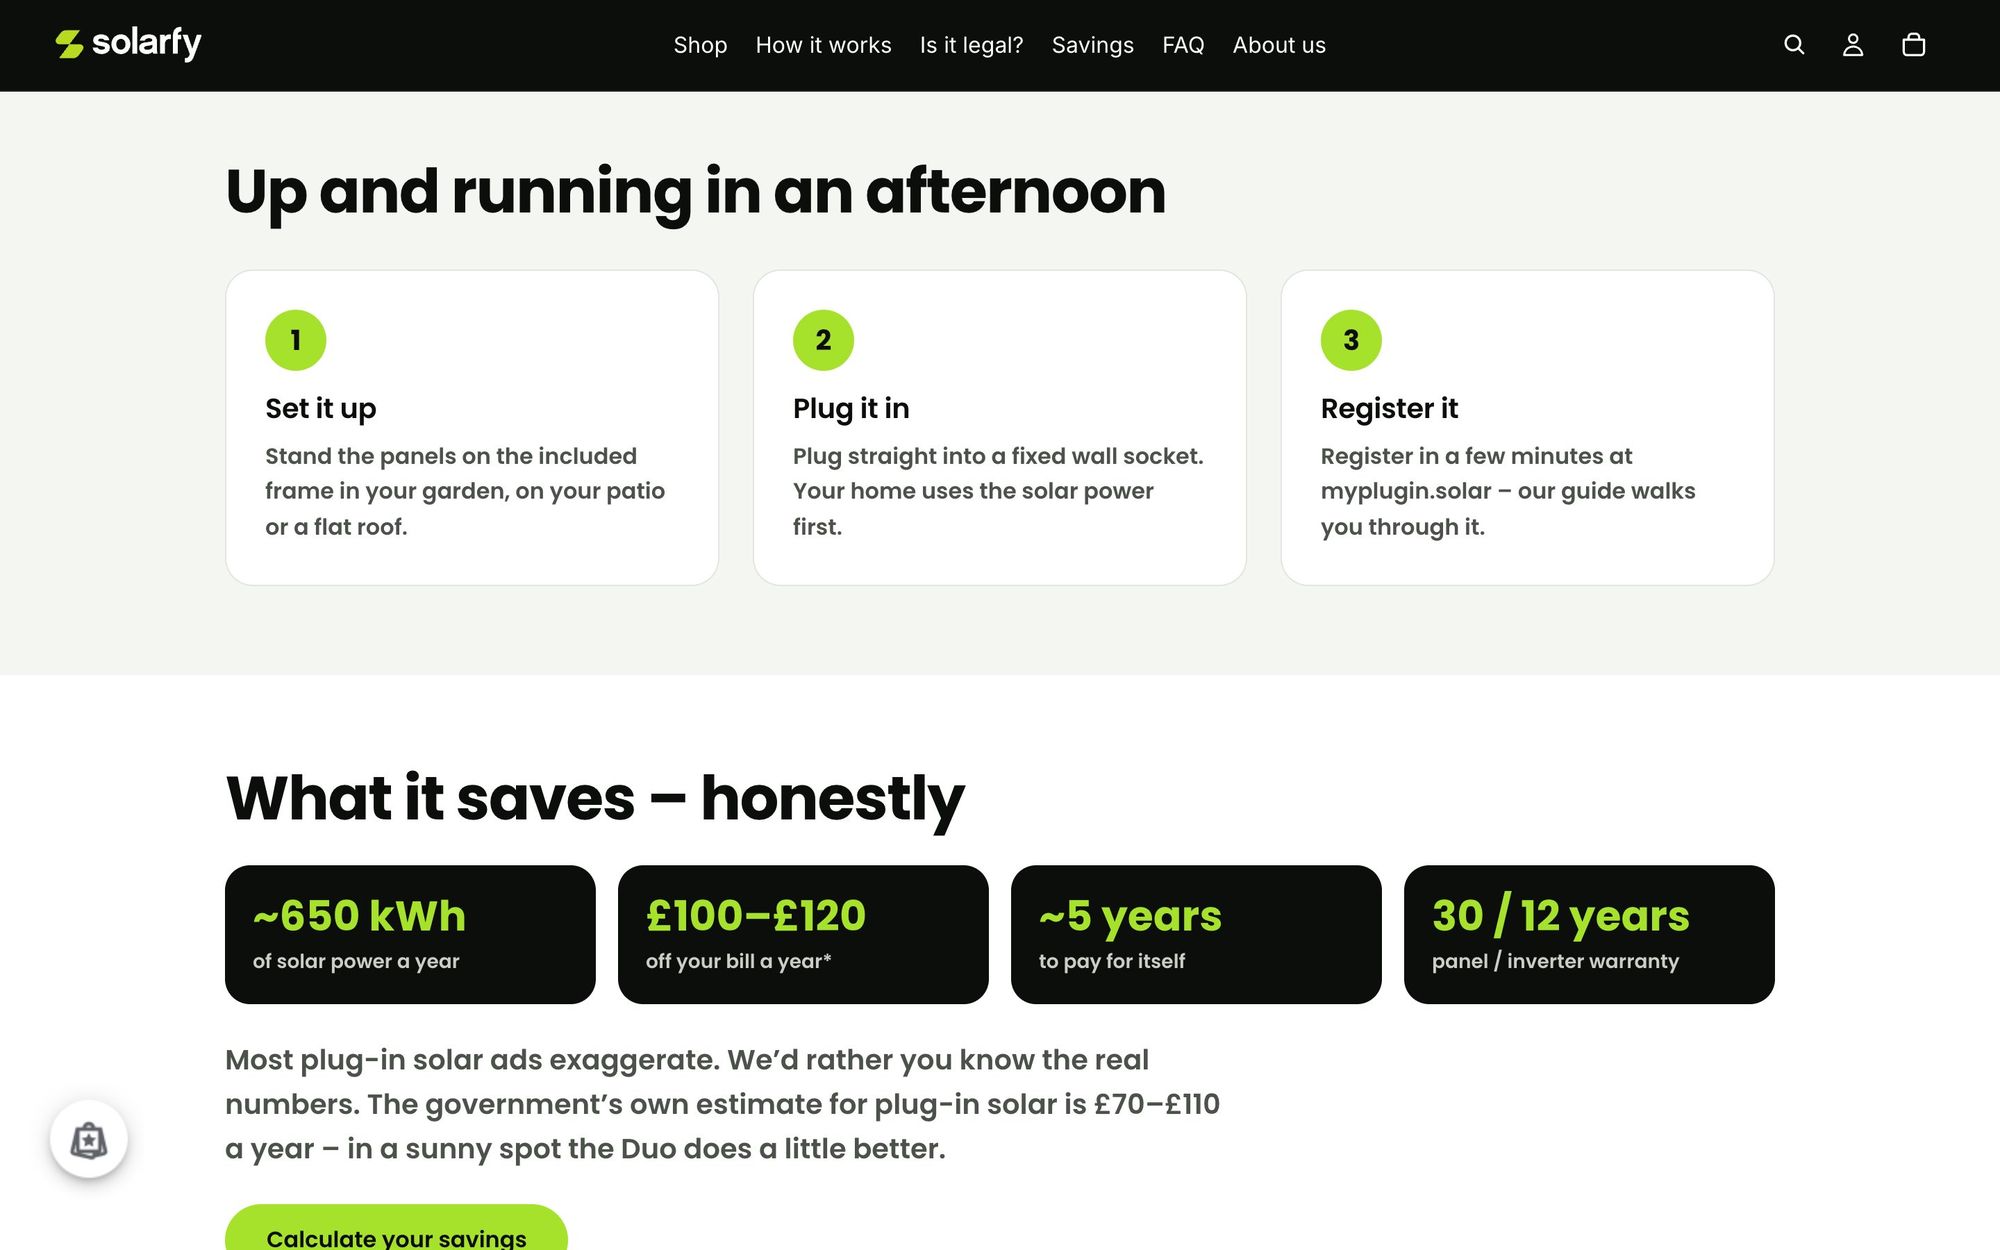 solarfy
Shop How it works Is it legal? Savings FAQ About us
Up and running in an afternoon
1
Set it up
Stand the panels on the included
frame in your garden, on your patio
or a flat roof.
2
Plug it in
Plug straight into a fixed wall socket.
Your home uses the solar power
first.
3
Register it
Register in a few minutes at
myplugin.solar – our guide walks
you through it.
What it saves – honestly
~650 kWh
of solar power a year
£100–£120
off your bill a year*
~5 years
to pay for itself
30 / 12 years
panel / inverter warranty
Most plug-in solar ads exaggerate. We’d rather you know the real
numbers. The government’s own estimate for plug-in solar is £70–£110
a year – in a sunny spot the Duo does a little better.
Calculate your savings